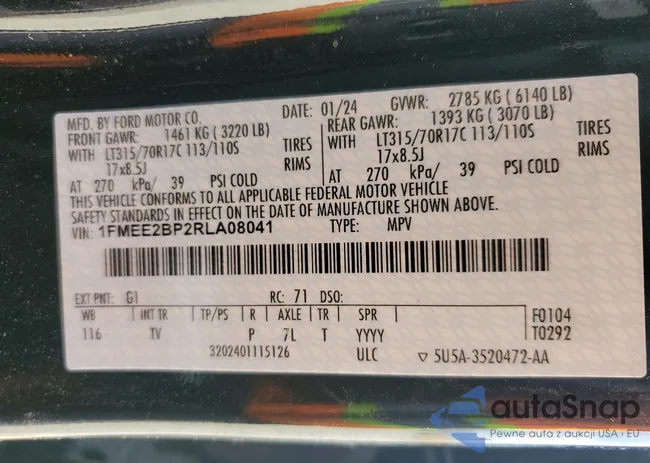 MFD. BY FORD MOTOR CO. DATE: 01/24 GVWR: 2785 KG ( 6140 LB)
FRONT GAWR: 1461 KG ( 3220 LB) REAR GAWR: 1393 KG ( 3070 LB)
WITH LT315/70R17C 113/110S TIRES WITH LT315/70R17C 113/110S TIRES
17x8.5J RIMS 17x8.5J RIMS
AT 270 kPa/ 39 PSI COLD AT 270 kPa/ 39 PSI COLD
THIS VEHICLE CONFORMS TO ALL APPLICABLE FEDERAL MOTOR VEHICLE
SAFETY STANDARDS IN EFFECT ON THE DATE OF MANUFACTURE SHOWN ABOVE.
VIN: 1FMEE2BP2RLA08041 TYPE: MPV
EXT PNT: G1 RC: 71 DSO:
WB INT TR TP/PS R AXLE TR SPR F0104
116 TV P 7L T YYYY T0292
3202401115126 ULC ▽ 5U5A-3520472-AA
autaSnap
Pewne auta z aukcji USA i EU